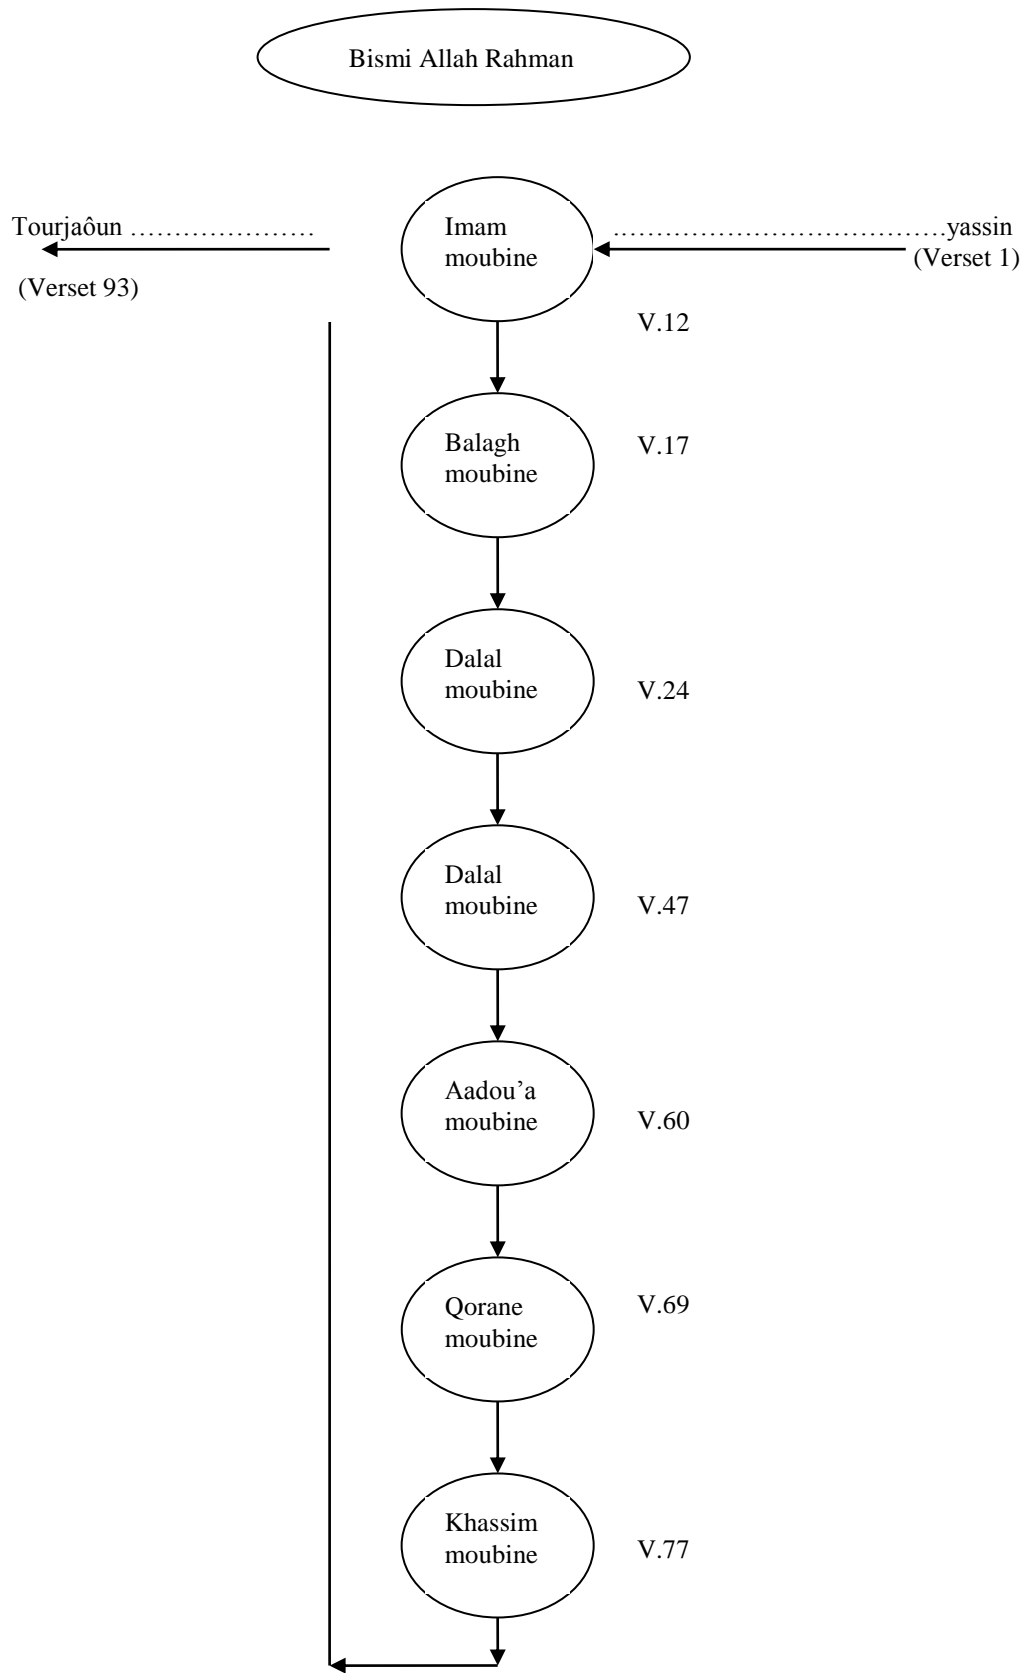 Bismi Allah Rahman
Tourjaôun …………………
Imam
moubine
………………………………….yassin
(Verset 93)
(Verset 1)
V.12
Balagh
moubine
V.17
Dalal
moubine
V.24
Dalal
moubine
V.47
Aadou’a
moubine
V.60
Qorane
moubine
V.69
Khassim
moubine
V.77